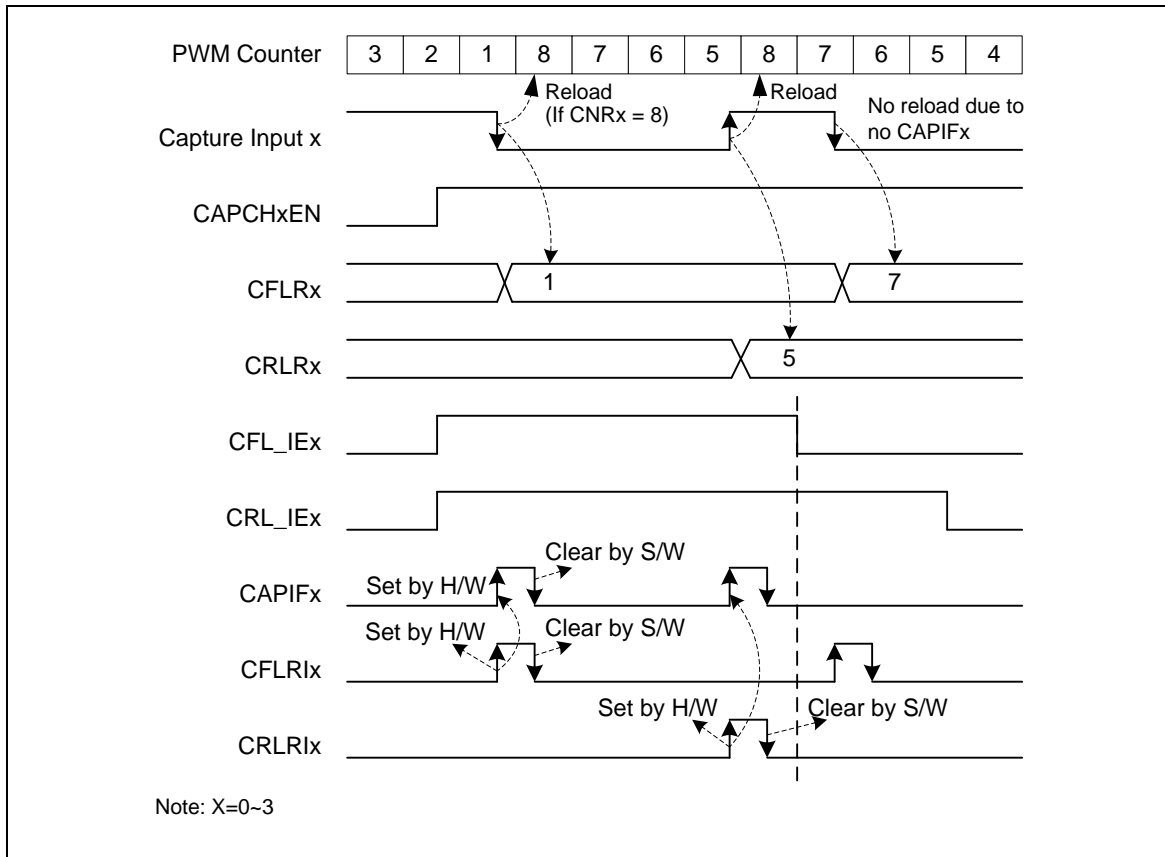 PWM Counter 3 2 1 8 7 6 5 8 7 6 5 4
Reload
(If CNRx = 8)
Reload
No reload due to
no CAPIFx
Capture Input x
CAPCHxEN
CFLRx 1 7
CRLRx 5
CFL_IEx
CRL_IEx
Clear by S/W
CAPIFx Set by H/W
Set by H/W Clear by S/W
CFLRIx
Set by H/W Clear by S/W
CRLRIx
Note: X=0~3